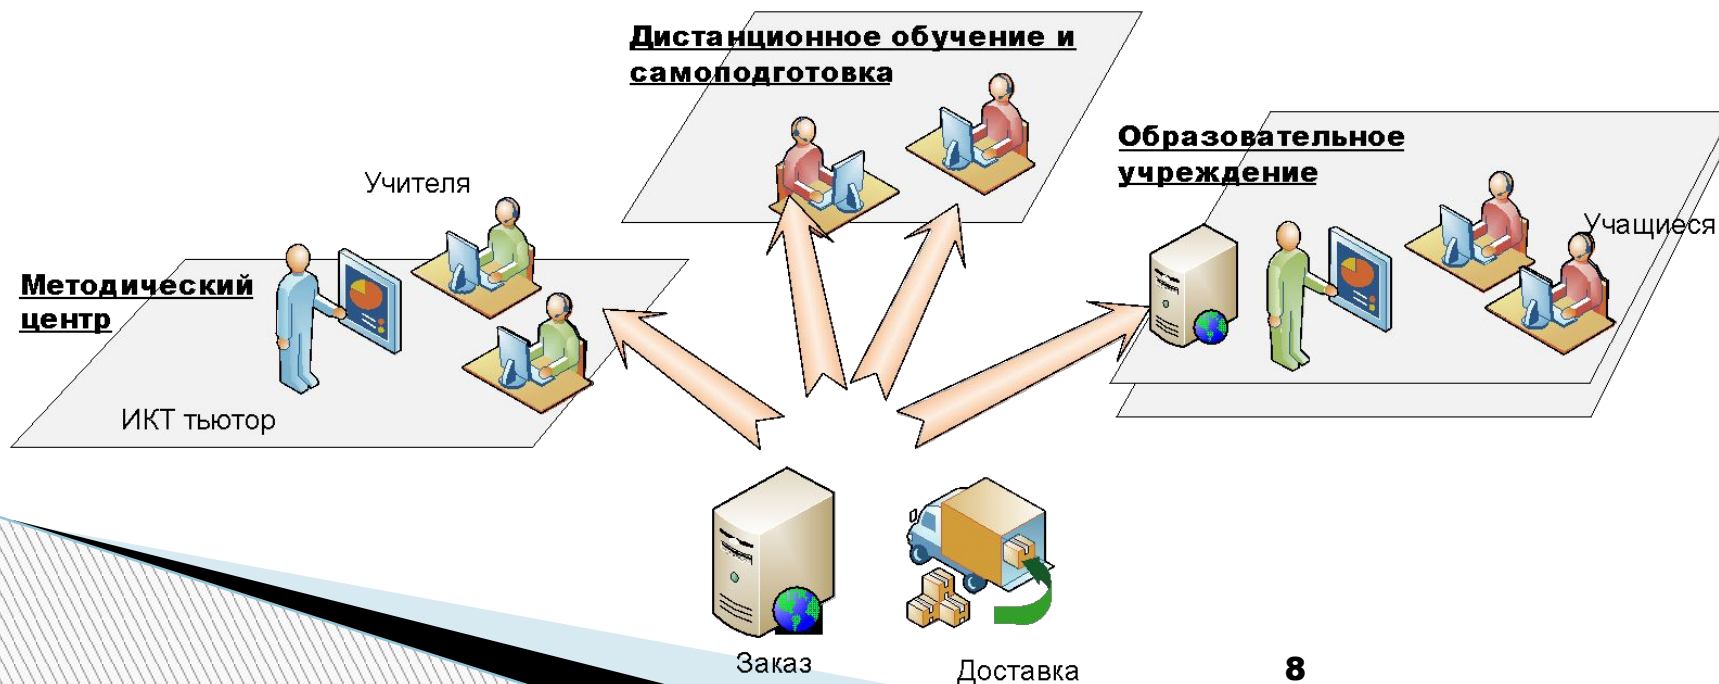 Дистанционное обучение и
самоподготовка
Образовательное
учреждение
Учителя
Учащиеся
Методический
центр
ИКТ тьютор
Заказ
Доставка
8